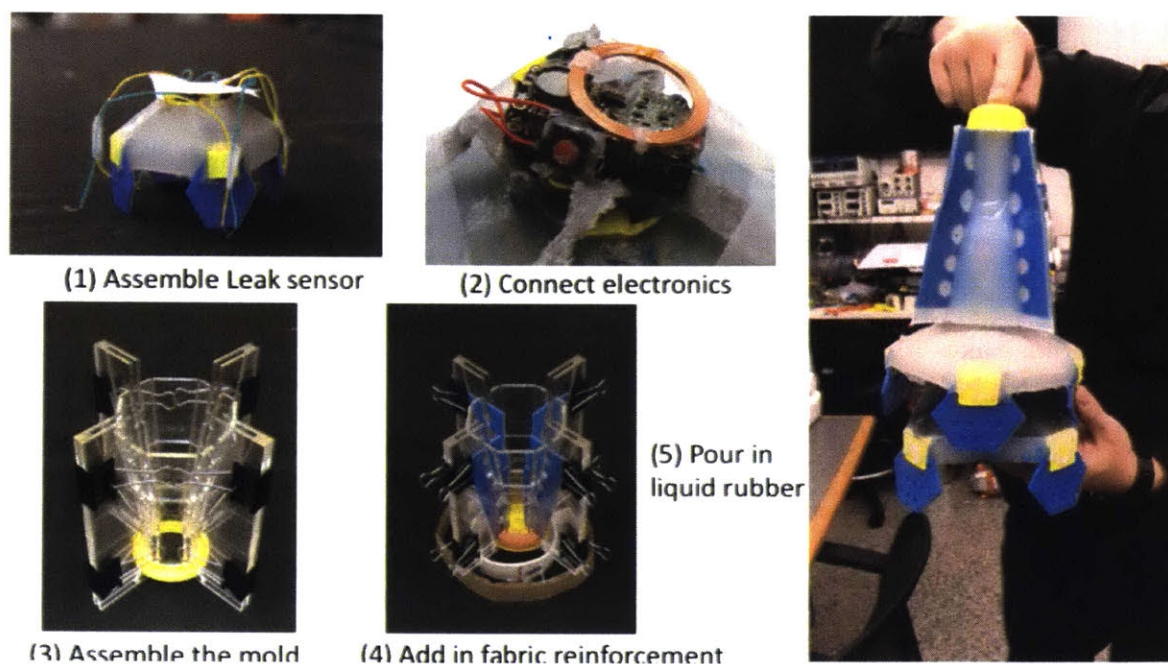 (1) Assemble Leak sensor
(2) Connect electronics
(5) Pour in
liquid rubber
(3) Assemble the mold
(4) Add in fabric reinforcement